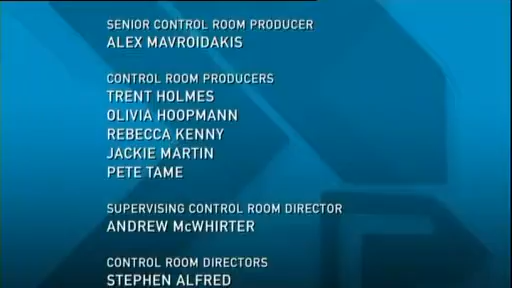 SENIOR CONTROL ROOM PRODUCER
ALEX MAVROIDAKIS
CONTROL ROOM PRODUCERS
TRENT HOLMES
OLIVIA HOOPMANN
REBECCA KENNY
JACKIE MARTIN
PETE TAME
SUPERVISING CONTROL ROOM DIRECTOR
ANDREW McWHIRTER
CONTROL ROOM DIRECTORS
STEPHEN ALFRED